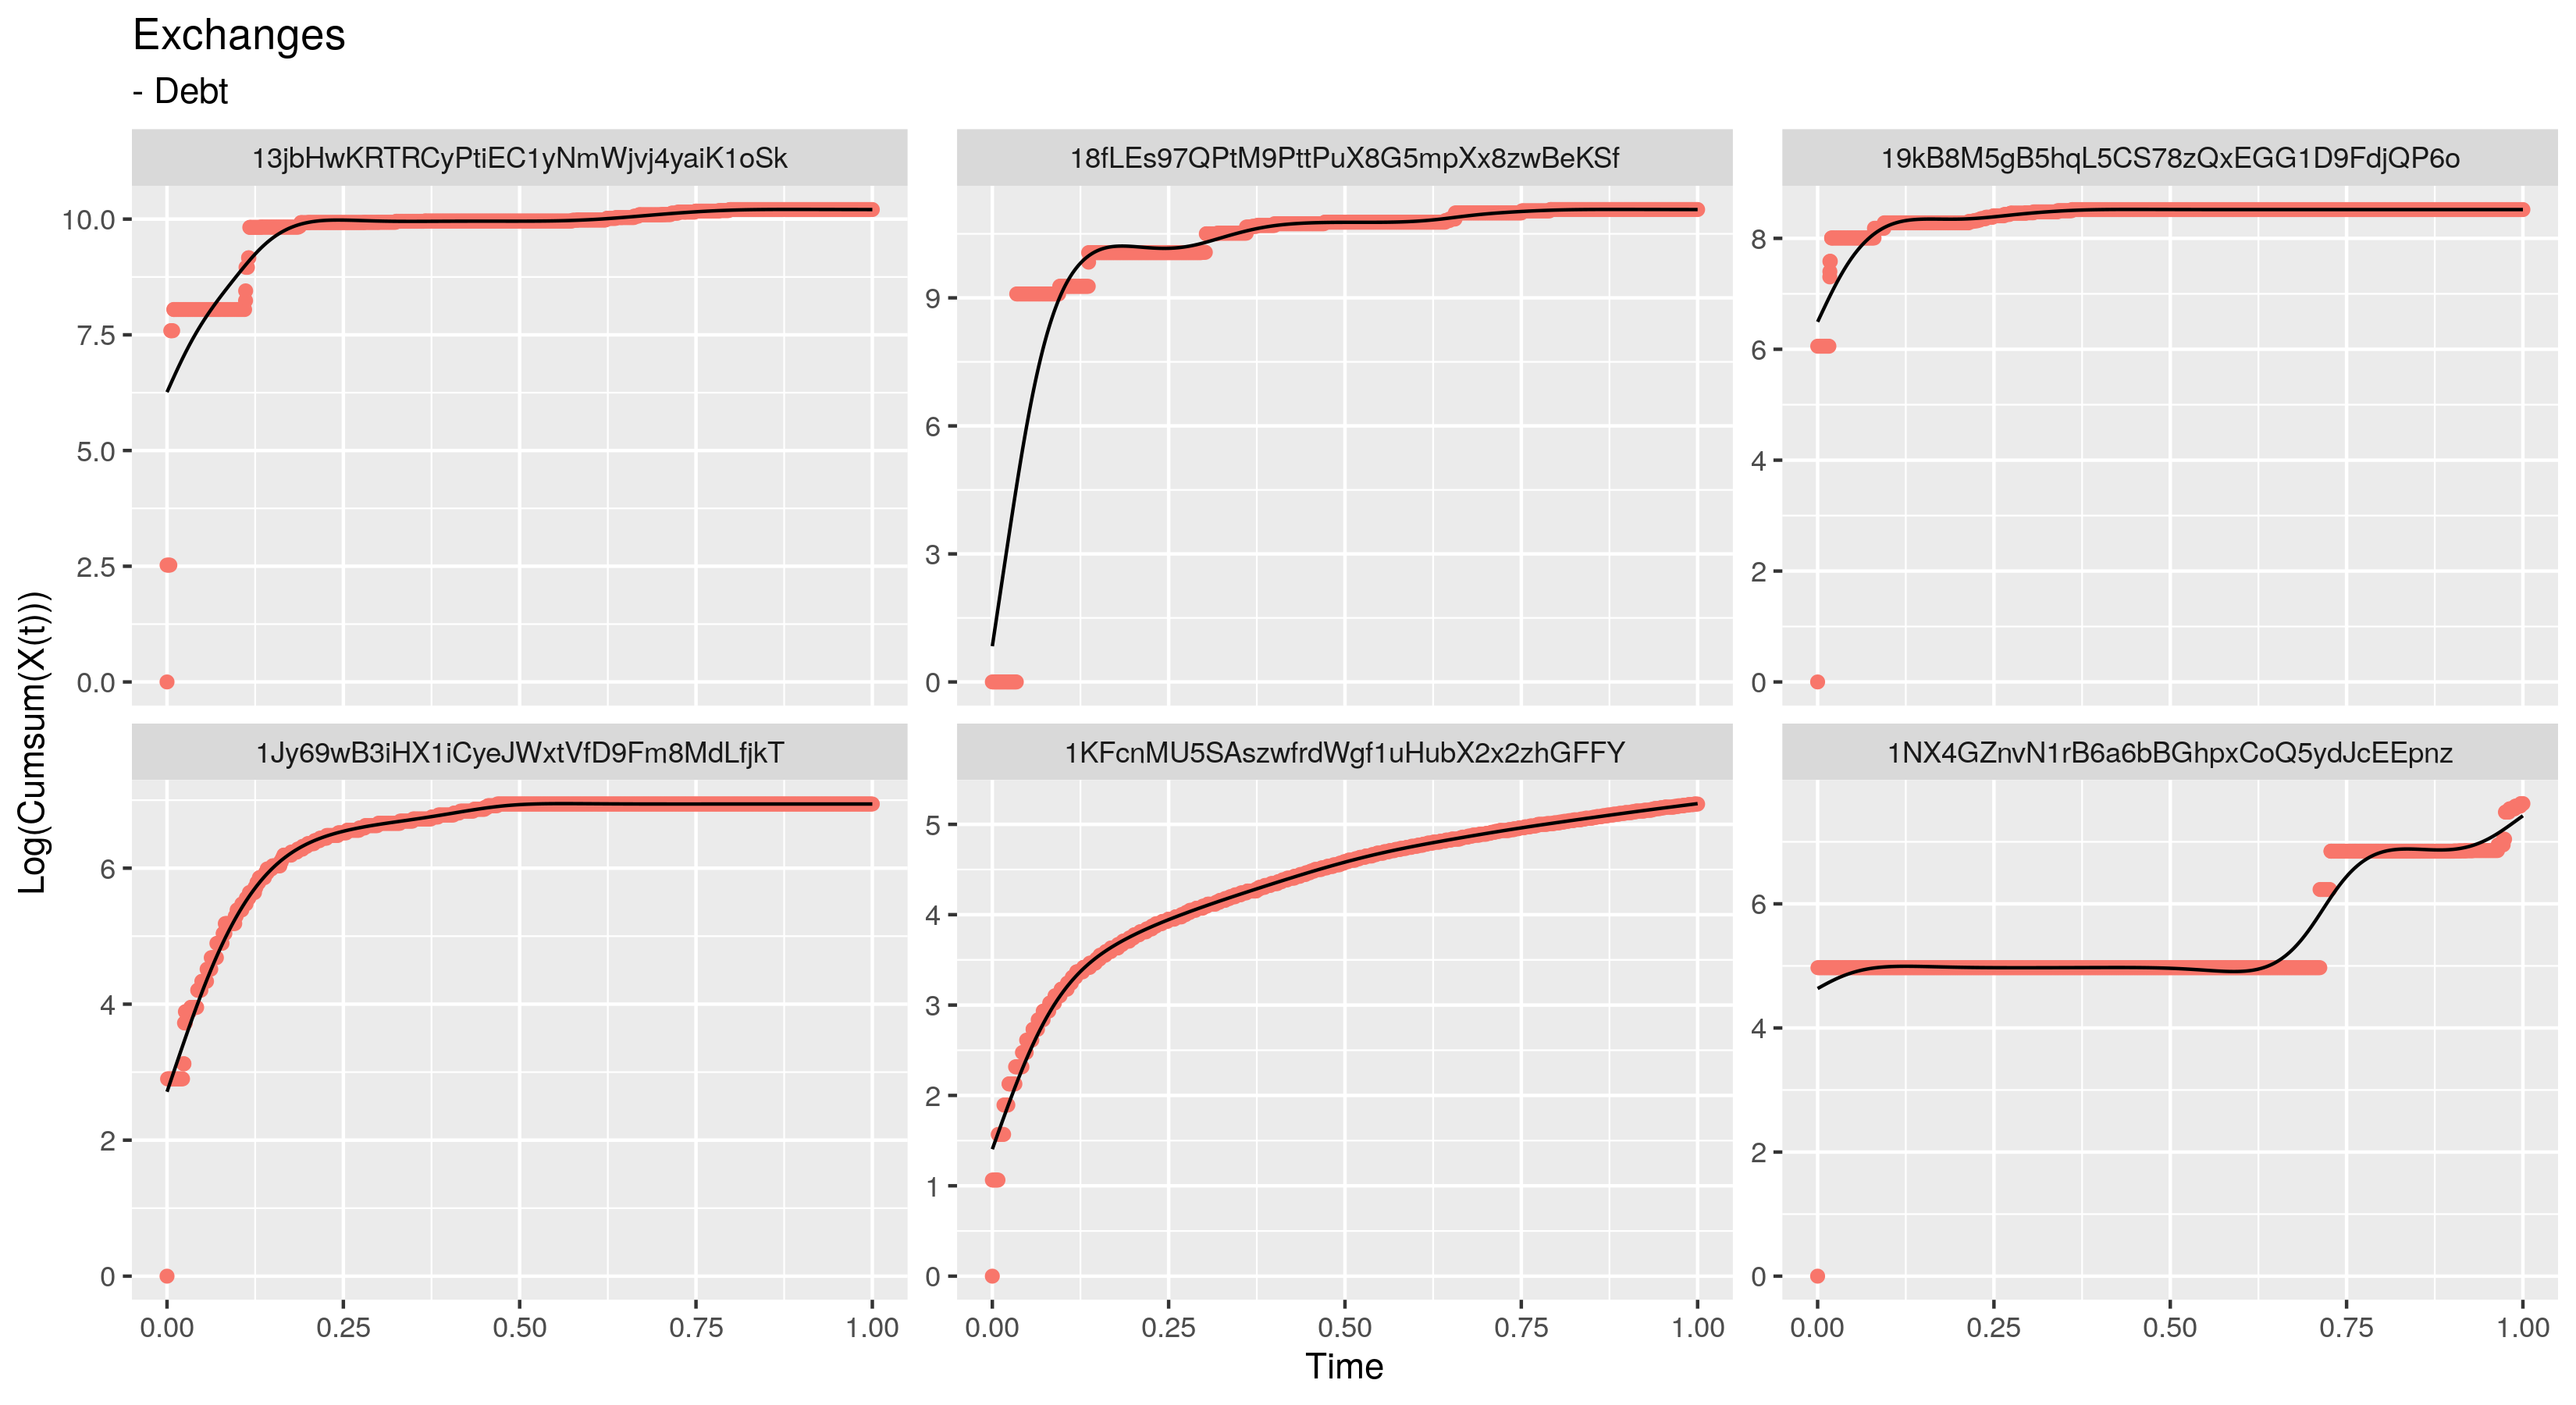 Exchanges
- Debt
13jbHwKRTRCyPtiEC1yNmWjvj4yaiK1oSk
18fLEs97QPtM9PttPuX8G5mpXx8zwBeKSf
19kB8M5gB5hqL5CS78zQxEGG1D9FdjQP6o
10.0
7.5
5.0
2.5
0.0
9
6
3
0
8
6
4
2
0
Log(Cumsum(X(t)))
1Jy69wB3iHX1iCyeJWxtVfD9Fm8MdLfjkT
1KFcnMU5SAszwfrdWgf1uHubX2x2zhGFFY
1NX4GZnvN1rB6a6bBGhpxCoQ5ydJcEEpnz
6
4
2
0
5
4
3
2
1
0
6
4
2
0
0.00 0.25 0.50 0.75 1.00
0.00 0.25 0.50 0.75 1.00
0.00 0.25 0.50 0.75 1.00
Time